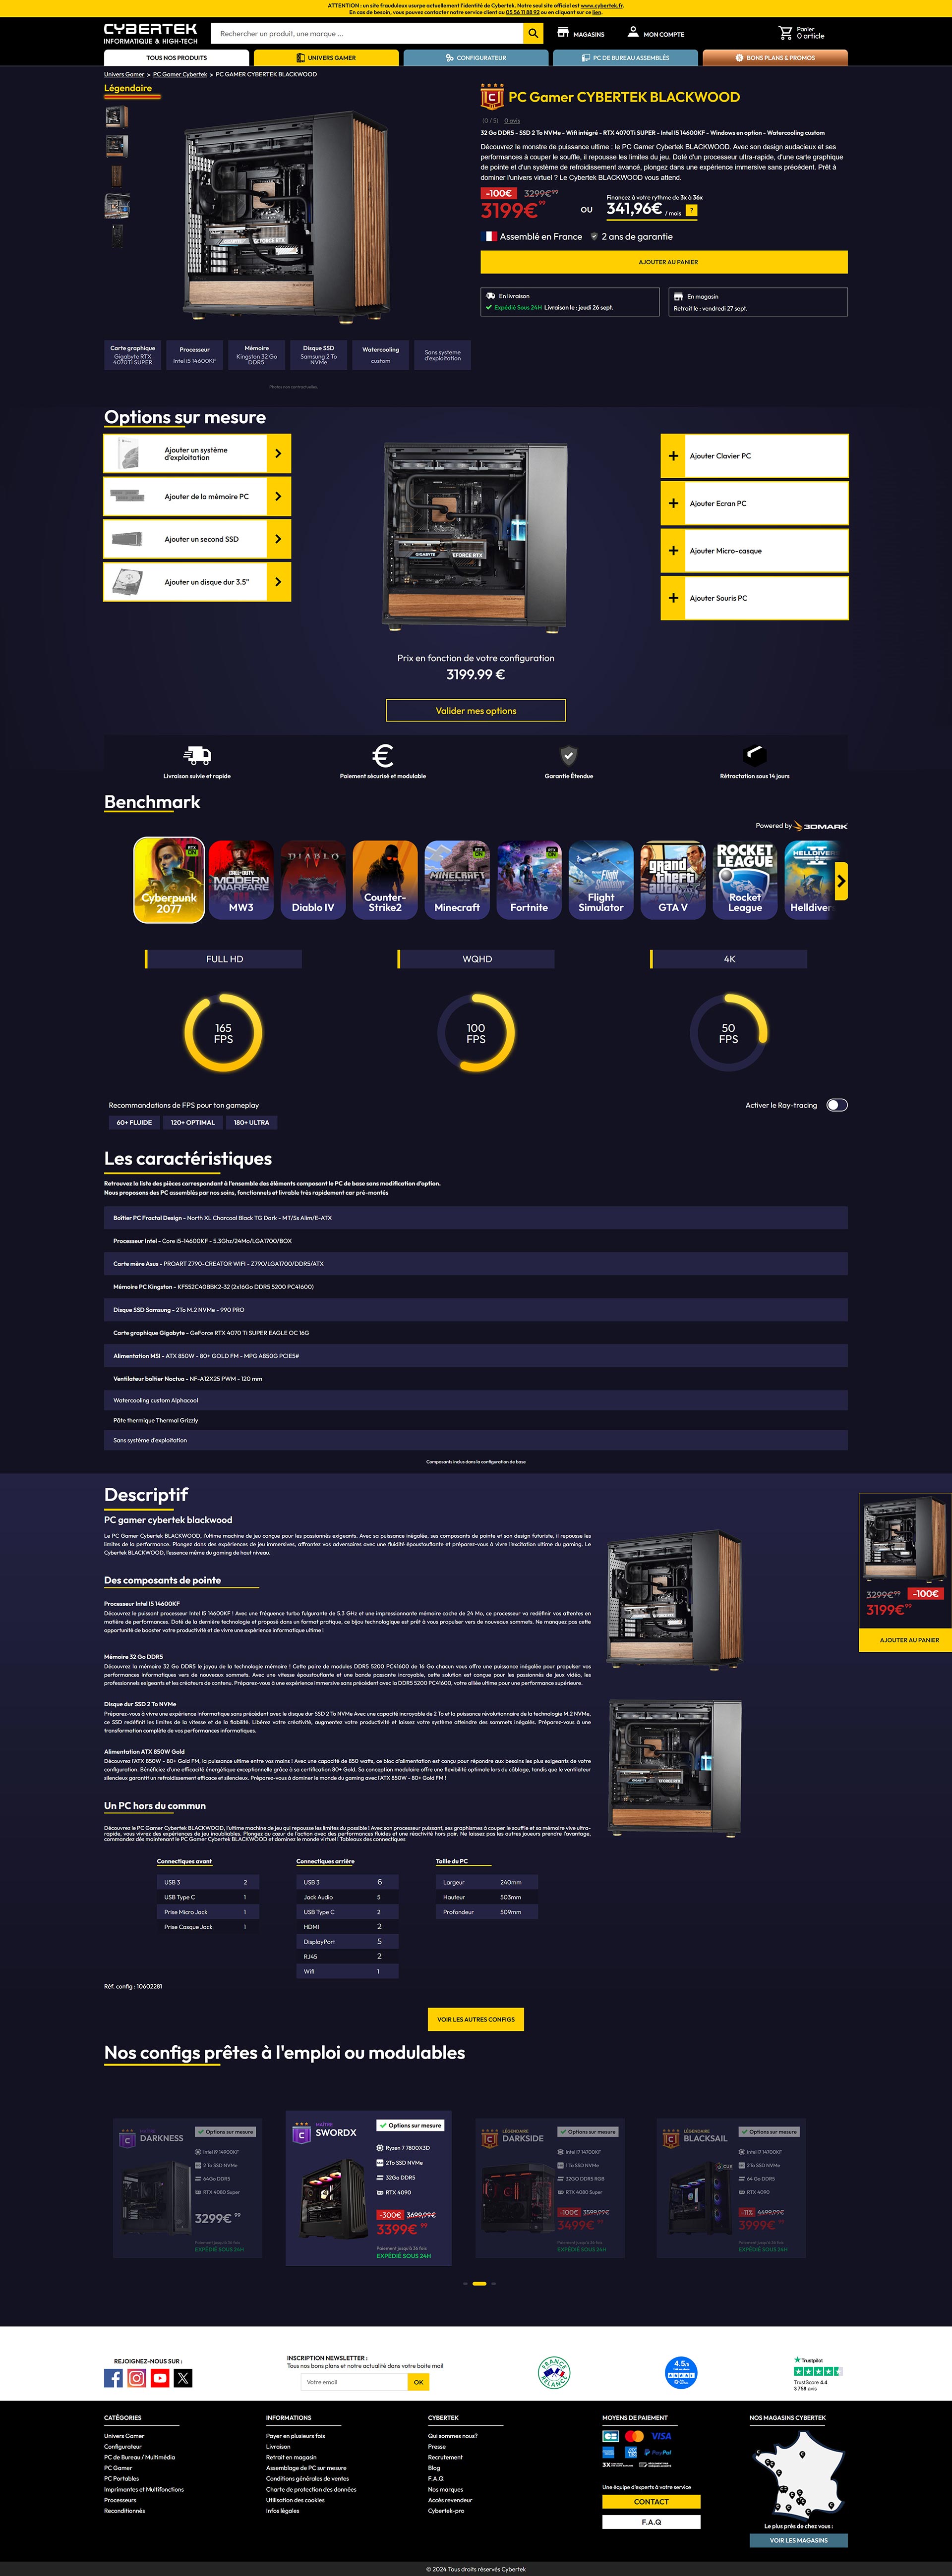 ATTENTION : un site frauduleux usurpe actuellement l'identité de Cybertek. Notre seul site officiel est www.cybertek.fr.
En cas de besoin, vous pouvez contacter notre service client au 05 56 11 88 92 ou en cliquant sur ce lien.
CYBERTEK
INFORMATIQUE & HIGH-TECH
Rechercher un produit, une marque ...
MAGASINS
MON COMPTE
Panier
0 article
TOUS NOS PRODUITS
UNIVERS GAMER
CONFIGURATEUR
PC DE BUREAU ASSEMBLÉS
BONS PLANS & PROMOS
Univers Gamer > PC Gamer Cybertek > PC GAMER CYBERTEK BLACKWOOD
Légendaire
PC Gamer CYBERTEK BLACKWOOD
(0 / 5) 0 avis
32 Go DDR5 - SSD 2 To NVMe - Wifi intégré - RTX 4070Ti SUPER - Intel I5 14600KF - Windows en option - Watercooling custom
Découvrez le monstre de puissance ultime : le PC Gamer Cybertek BLACKWOOD. Avec son design audacieux et ses
performances à couper le souffle, il repousse les limites du jeu. Doté d'un processeur ultra-rapide, d'une carte graphique
de pointe et d'un système de refroidissement avancé, plongez dans une expérience immersive sans précédent. Prêt à
dominer l'univers virtuel ? Le Cybertek BLACKWOOD vous attend.
-100€ 3299€99
3199€99
OU
Financez à votre rythme de 3x à 36x
341,96€ / mois ?
Assemblé en France
2 ans de garantie
AJOUTER AU PANIER
En livraison
Expédié Sous 24H Livraison le : jeudi 26 sept.
En magasin
Retrait le : vendredi 27 sept.
Carte graphique
Gigabyte RTX
4070Ti SUPER
Processeur
Intel i5 14600KF
Mémoire
Kingston 32 Go
DDR5
Disque SSD
Samsung 2 To
NVMe
Watercooling
custom
Sans systeme
d'exploitation
Photos non contractuelles.
Options sur mesure
Ajouter un système
d'exploitation
Ajouter de la mémoire PC
Ajouter un second SSD
Ajouter un disque dur 3.5"
GIGABYTE
GEFORCE RTX
Ajouter Clavier PC
Ajouter Ecran PC
Ajouter Micro-casque
Ajouter Souris PC
Prix en fonction de votre configuration
3199.99 €
Valider mes options
Livraison suivie et rapide
Paiement sécurisé et modulable
Garantie Étendue
Rétractation sous 14 jours
Benchmark
Powered by 3DMARK
Cyberpunk
2077
MW3
Diablo IV
Counter-
Strike2
Minecraft
Fortnite
Flight
Simulator
GTA V
Rocket
League
Helldiver
FULL HD
WQHD
4K
165
FPS
100
FPS
50
FPS
Recommandations de FPS pour ton gameplay
60+ FLUIDE
120+ OPTIMAL
180+ ULTRA
Activer le Ray-tracing
Les caractéristiques
Retrouvez la liste des pièces correspondant à l'ensemble des éléments composant le PC de base sans modification d'option.
Nous proposons des PC assemblés par nos soins, fonctionnels et livrable très rapidement car pré-montés
Boîtier PC Fractal Design - North XL Charcoal Black TG Dark - MT/Ss Alim/E-ATX
Processeur Intel - Core i5-14600KF - 5.3Ghz/24Mo/LGA1700/BOX
Carte mère Asus - PROART Z790-CREATOR WIFI - Z790/LGA1700/DDR5/ATX
Mémoire PC Kingston - KF552C40BBK2-32 (2x16Go DDR5 5200 PC41600)
Disque SSD Samsung - 2To M.2 NVMe - 990 PRO
Carte graphique Gigabyte - GeForce RTX 4070 Ti SUPER EAGLE OC 16G
Alimentation MSI - ATX 850W - 80+ GOLD FM - MPG A850G PCIE5#
Ventilateur boîtier Noctua - NF-A12X25 PWM - 120 mm
Watercooling custom Alphacool
Pâte thermique Thermal Grizzly
Sans système d'exploitation
Composants inclus dans la configuration de base
Descriptif
PC gamer cybertek blackwood
Le PC Gamer Cybertek BLACKWOOD, l'ultime machine de jeu conçue pour les passionnés exigeants. Avec sa puissance inégalée, ses composants de pointe et son design futuriste, il repousse les
limites de la performance. Plongez dans des expériences de jeu immersives, affrontez vos adversaires avec une fluidité époustouflante et préparez-vous à vivre l'excitation ultime du gaming. Le
Cybertek BLACKWOOD, l'essence même du gaming de haut niveau.
Des composants de pointe
Processeur Intel I5 14600KF
Découvrez le puissant processeur Intel I5 14600KF ! Avec une fréquence turbo fulgurante de 5.3 GHz et une impressionnante mémoire cache de 24 Mo, ce processeur va redéfinir vos attentes en
matière de performances. Doté de la dernière technologie et proposé dans un format pratique, ce bijou technologique est prêt à vous transporter vers de nouveaux sommets. Ne manquez pas cette
opportunité de booster votre productivité et de vivre une expérience informatique ultime !
Mémoire 32 Go DDR5
Découvrez la mémoire 32 Go DDR5 le joyau de la technologie mémoire ! Cette paire de modules DDR5 5200 PC41600 de 16 Go chacun vous offre une puissance inégalée pour propulser vos
performances informatiques vers de nouveaux sommets. Avec une vitesse époustouflante et une bande passante incroyable, cette solution est conçue pour les passionnés de jeux vidéo, les
professionnels exigeants et les créateurs de contenu. Préparez-vous à une expérience immersive sans précédent avec la DDR5 5200 PC41600, votre alliée ultime pour une performance supérieure.
Disque dur SSD 2 To NVMe
Préparez-vous à vivre une expérience informatique sans précédent avec le disque dur SSD 2 To NVMe Avec une capacité incroyable de 2 To et la puissance révolutionnaire de la technologie M.2 NVMe,
ce SSD redéfinit les limites de la vitesse et de la fiabilité. Libérez votre créativité, augmentez votre productivité et laissez votre système atteindre des sommets inégalés. Préparez-vous à une
transformation complète de vos performances informatiques.
Alimentation ATX 850W Gold
Découvrez l'ATX 850W - 80+ Gold FM, la puissance ultime entre vos mains ! Avec une capacité de 850 watts, ce bloc d'alimentation est conçu pour répondre aux besoins les plus exigeants de votre
configuration. Bénéficiez d'une efficacité énergétique exceptionnelle grâce à sa certification 80+ Gold. Sa conception modulaire offre une flexibilité optimale lors du câblage, tandis que le ventilateur
silencieux garantit un refroidissement efficace et silencieux. Préparez-vous à dominer le monde du gaming avec l'ATX 850W - 80+ Gold FM !
Un PC hors du commun
Découvrez le PC Gamer Cybertek BLACKWOOD, l'ultime machine de jeu qui repousse les limites du possible ! Avec son processeur puissant, ses graphismes à couper le souffle et sa mémoire vive ultra-
rapide, vous vivrez des expériences de jeu inoubliables. Plongez au cœur de l'action avec des performances fluides et une réactivité hors pair. Ne laissez pas les autres joueurs prendre l'avantage,
commandez dès maintenant le PC Gamer Cybertek BLACKWOOD et dominez le monde virtuel ! Tableaux des connectiques
3299€99 -100€
3199€99
AJOUTER AU PANIER
Connectiques avant
USB 3 2
USB Type C 1
Prise Micro Jack 1
Prise Casque Jack 1
Connectiques arrière
USB 3 6
Jack Audio 5
USB Type C 2
HDMI 2
DisplayPort 5
RJ45 2
Wifi 1
Taille du PC
Largeur 240mm
Hauteur 503mm
Profondeur 509mm
Réf. config : 10602281
VOIR LES AUTRES CONFIGS
Nos configs prêtes à l'emploi ou modulables
MAÎTRE
DARKNESS
Options sur mesure
Intel i9 14900KF
2 To SSD NVMe
64Go DDR5
RTX 4080 Super
3299€ 99
Paiement jusqu'à 36 fois
EXPÉDIÉ SOUS 24H
MAÎTRE
SWORDX
Options sur mesure
Ryzen 7 7800X3D
2To SSD NVMe
32Go DDR5
RTX 4090
-300€ 3699,99€
3399€ 99
Paiement jusqu'à 36 fois
EXPÉDIÉ SOUS 24H
LÉGENDAIRE
DARKSIDE
Options sur mesure
Intel I7 14700KF
1 To SSD NVMe
32GO DDR5 RGB
RTX 4080 Super
-100€ 3599,99€
3499€ 99
Paiement jusqu'à 36 fois
EXPÉDIÉ SOUS 24H
LÉGENDAIRE
BLACKSAIL
Options sur mesure
Intel i7 14700KF
2To SSD NVMe
64 Go DDR5
RTX 4090
-11% 4499,99€
3999€ 99
Paiement jusqu'à 36 fois
EXPÉDIÉ SOUS 24H
REJOIGNEZ-NOUS SUR :
INSCRIPTION NEWSLETTER :
Tous nos bons plans et notre actualité dans votre boite mail
Votre email
OK
FRANCE
RELANCE
4.5/5
Trustpilot
TrustScore 4.4
3 758 avis
CATÉGORIES
Univers Gamer
Configurateur
PC de Bureau / Multimédia
PC Gamer
PC Portables
Imprimantes et Multifonctions
Processeurs
Reconditionnés
INFORMATIONS
Payer en plusieurs fois
Livraison
Retrait en magasin
Assemblage de PC sur mesure
Conditions générales de ventes
Charte de protection des données
Utilisation des cookies
Infos légales
CYBERTEK
Qui sommes nous?
Presse
Recrutement
Blog
F.A.Q
Nos marques
Accès revendeur
Cybertek-pro
MOYENS DE PAIEMENT
VISA
PayPal
Une équipe d'experts à votre service
CONTACT
F.A.Q
NOS MAGASINS CYBERTEK
Le plus près de chez vous :
VOIR LES MAGASINS
© 2024 Tous droits réservés Cybertek